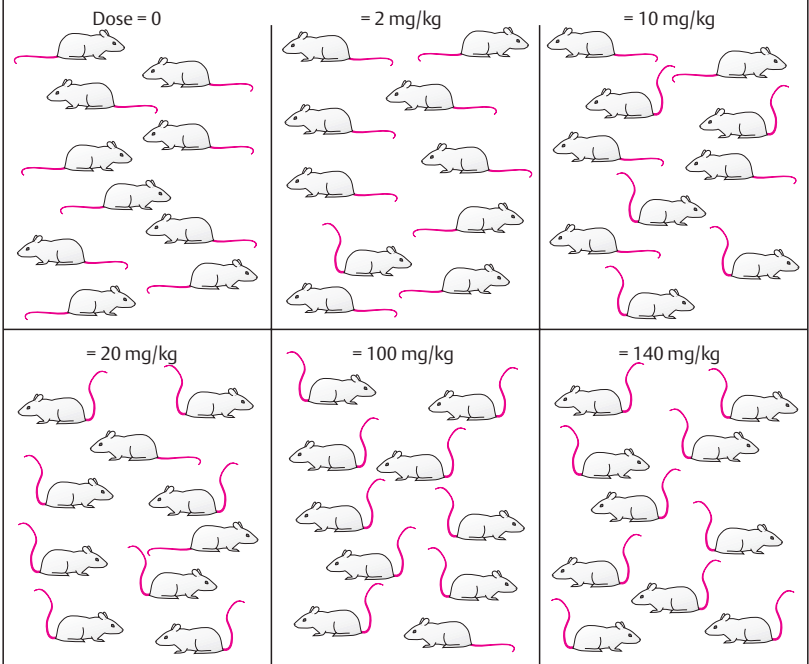 Dose = 0
= 2 mg/kg
= 10 mg/kg
= 20 mg/kg
= 100 mg/kg
= 140 mg/kg